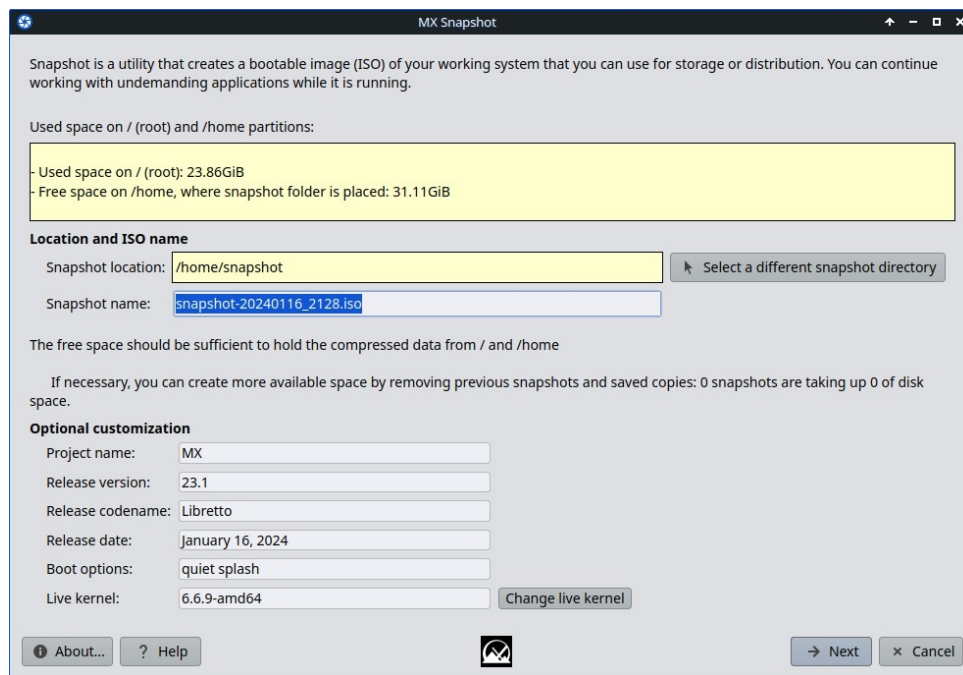 MX Snapshot
Snapshot is a utility that creates a bootable image (ISO) of your working system that you can use for storage or distribution. You can continue
working with undemanding applications while it is running.
Used space on / (root) and /home partitions:
- Used space on / (root): 23.86GiB
- Free space on /home, where snapshot folder is placed: 31.11GiB
Location and ISO name
Snapshot location: /home/snapshot Select a different snapshot directory
Snapshot name: snapshot-20240116_2128.iso
The free space should be sufficient to hold the compressed data from / and /home
If necessary, you can create more available space by removing previous snapshots and saved copies: 0 snapshots are taking up 0 of disk
space.
Optional customization
Project name: MX
Release version: 23.1
Release codename: Libretto
Release date: January 16, 2024
Boot options: quiet splash
Live kernel: 6.6.9-amd64 Change live kernel
About... ? Help Next Cancel